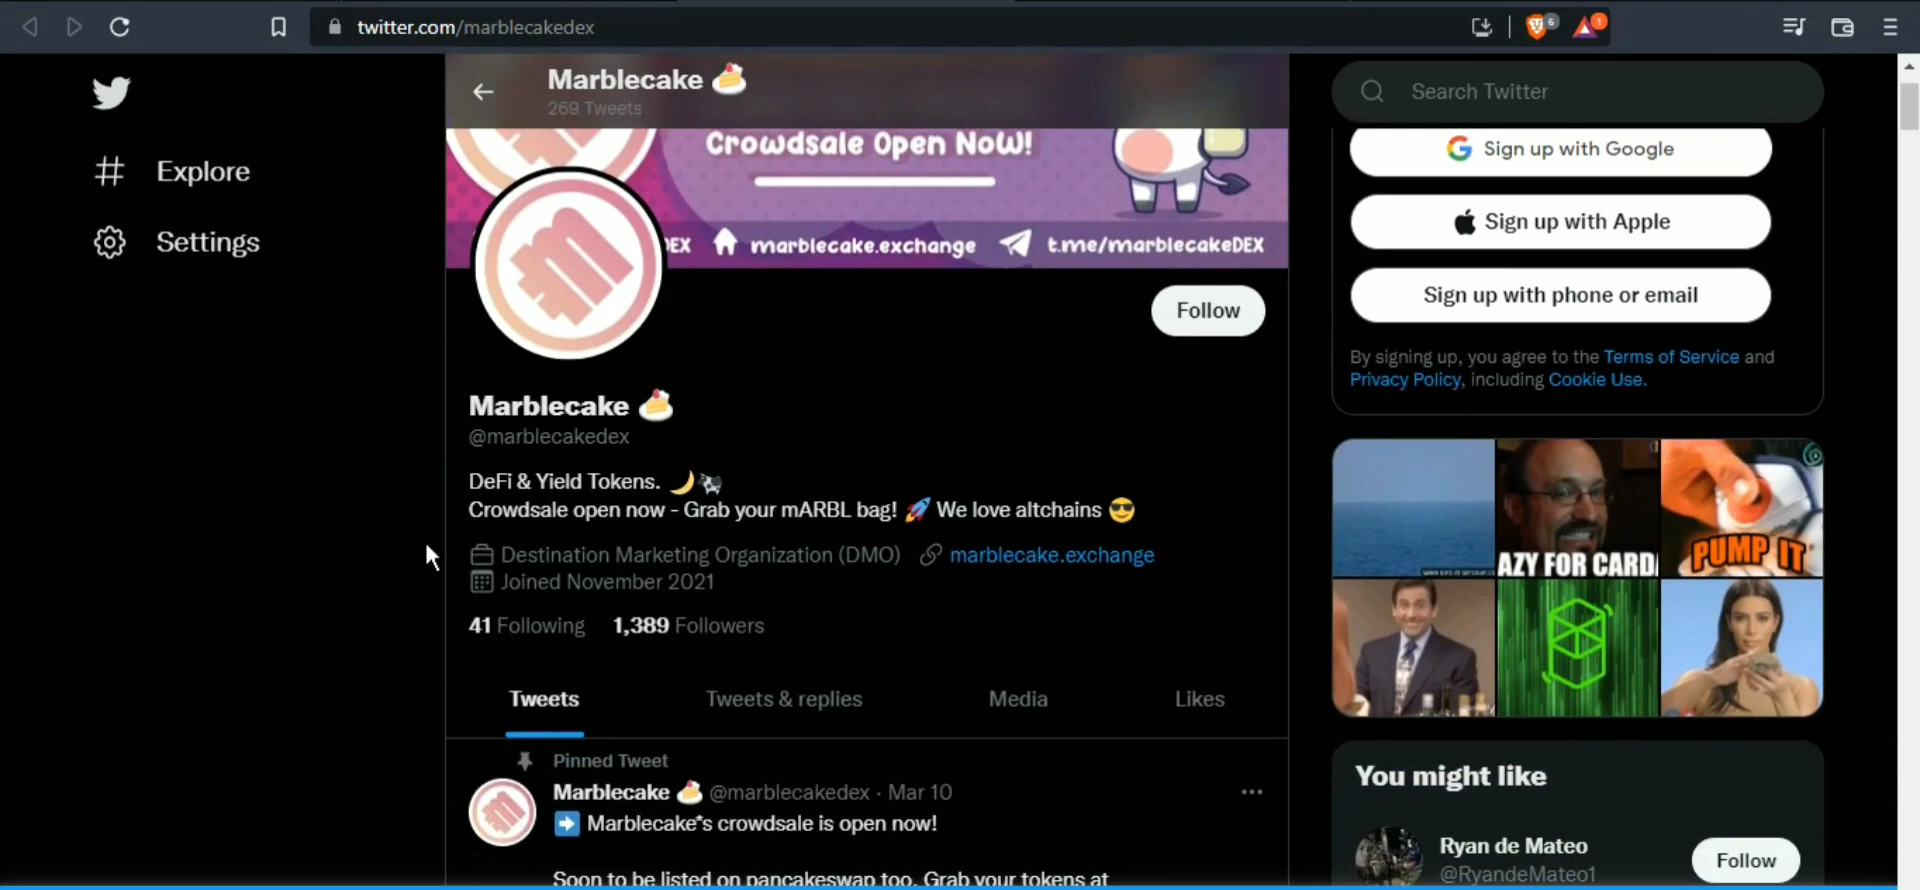 twitter.com/marblecakedex
6
1
Marblecake
269 Tweets
Search Twitter
Explore
Settings
Crowdsale Open Now!
DEX marblecake.exchange t.me/marblecakeDEX
Follow
Marblecake
@marblecakedex
DeFi & Yield Tokens.
Crowdsale open now - Grab your mARBL bag! We love altchains
Destination Marketing Organization (DMO) marblecake.exchange
Joined November 2021
41 Following 1,389 Followers
Tweets Tweets & replies Media Likes
Pinned Tweet
Marblecake @marblecakedex · Mar 10
Marblecake*s crowdsale is open now!
Soon to be listed on pancakeswap too. Grab your tokens at
Sign up with Google
Sign up with Apple
Sign up with phone or email
By signing up, you agree to the Terms of Service and
Privacy Policy, including Cookie Use.
AZY FOR CARD
PUMP IT
You might like
Ryan de Mateo
@RyandeMateo1
Follow